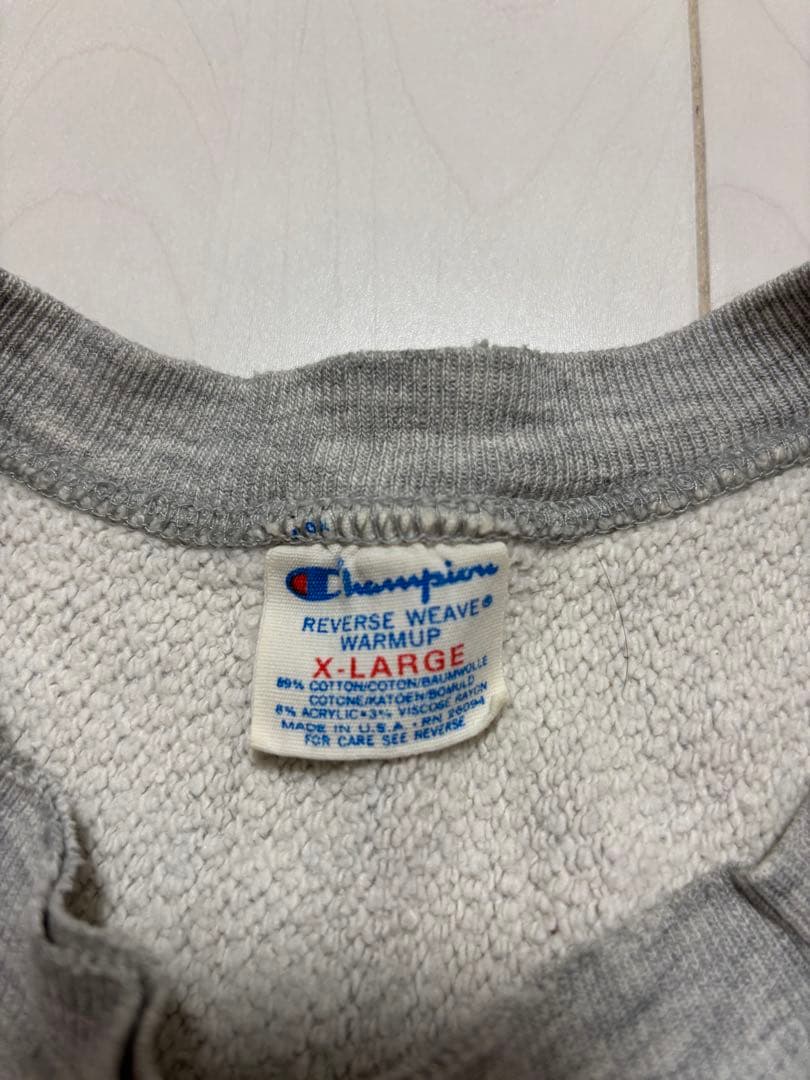 Champion
REVERSE WEAVE®
WARMUP
X-LARGE
89% COTTON/COTON/BAUMWOLLE
COTONE/KATOEN/BOMULD
8% ACRYLIC•3% VISCOSE RAYON
MADE IN U.S.A. • RN 26094
FOR CARE SEE REVERSE